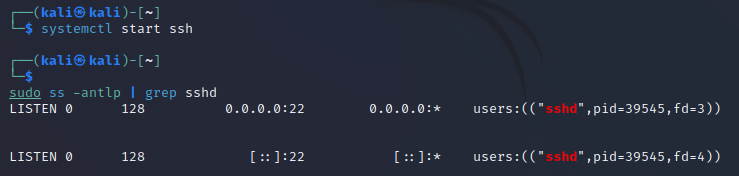 ┌──(kali㉿kali)-[~]
└─$ systemctl start ssh
┌──(kali㉿kali)-[~]
└─$
sudo ss -antlp | grep sshd
LISTEN 0      128          0.0.0.0:22        0.0.0.0:*    users:(("sshd",pid=39545,fd=3))
LISTEN 0      128             [::]:22           [::]:*    users:(("sshd",pid=39545,fd=4))